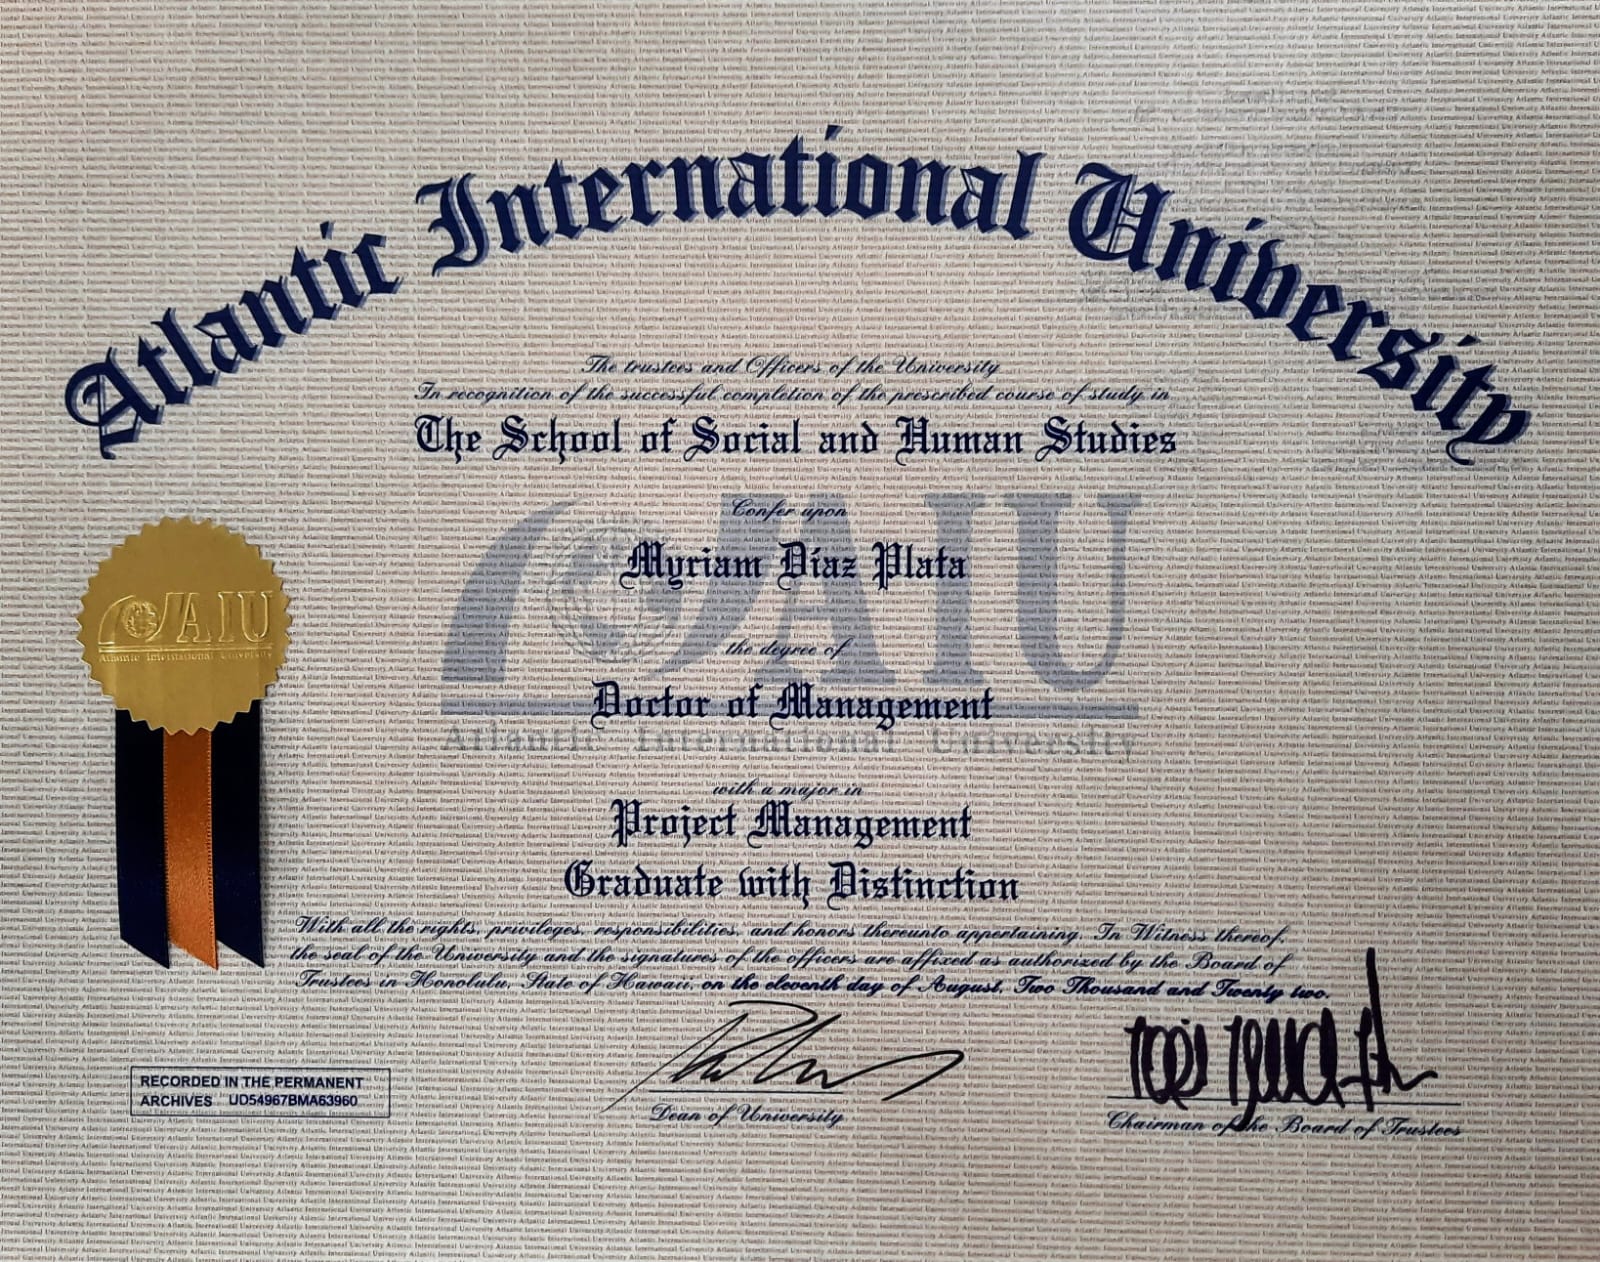 Atlantic International University
The trustees and Officers of the University
In recognition of the successful completion of the prescribed course of study in
The School of Social and Human Studies
Confer upon
Myriam Díaz Plata
the degree of
Doctor of Management
with a major in
Project Management
Graduate with Distinction
With all the rights, privileges, responsibilities, and honors thereunto appertaining. In Witness thereof,
the seal of the University and the signatures of the officers are affixed as authorized by the Board of
Trustees in Honolulu, State of Hawaii, on the eleventh day of August, Two Thousand and Twenty two.
AIU
Atlantic International University
AIU
Atlantic International University
RECORDED IN THE PERMANENT
ARCHIVES UD54967BMA63960
Dean of University
Chairman of the Board of Trustees